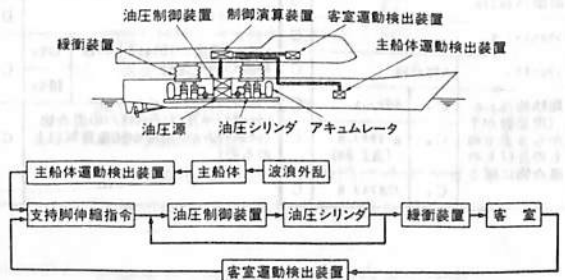 油圧制御装置 制御演算装置 客室運動検出装置
緩衝装置 主船体運動検出装置
油圧源 油圧シリンダ アキュムレータ
主船体運動検出装置 主船体 波浪外乱
支持脚伸縮指令 油圧制御装置 油圧シリンダ 緩衝装置 客室
客室運動検出装置